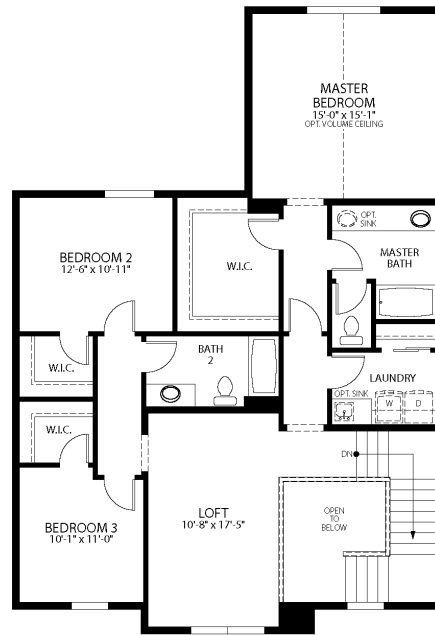 MASTER
BEDROOM
15'-0" x 15'-1"
OPT. VOLUME CEILING
OPT.
SINK
MASTER
BATH
BEDROOM 2
12'-6" x 10'-11"
W.I.C.
W.I.C.
BATH
2
LAUNDRY
OPT. SINK
W
D
W.I.C.
DN
LOFT
10'-8" x 17'-5"
OPEN
TO
BELOW
BEDROOM 3
10'-1" x 11'-0"